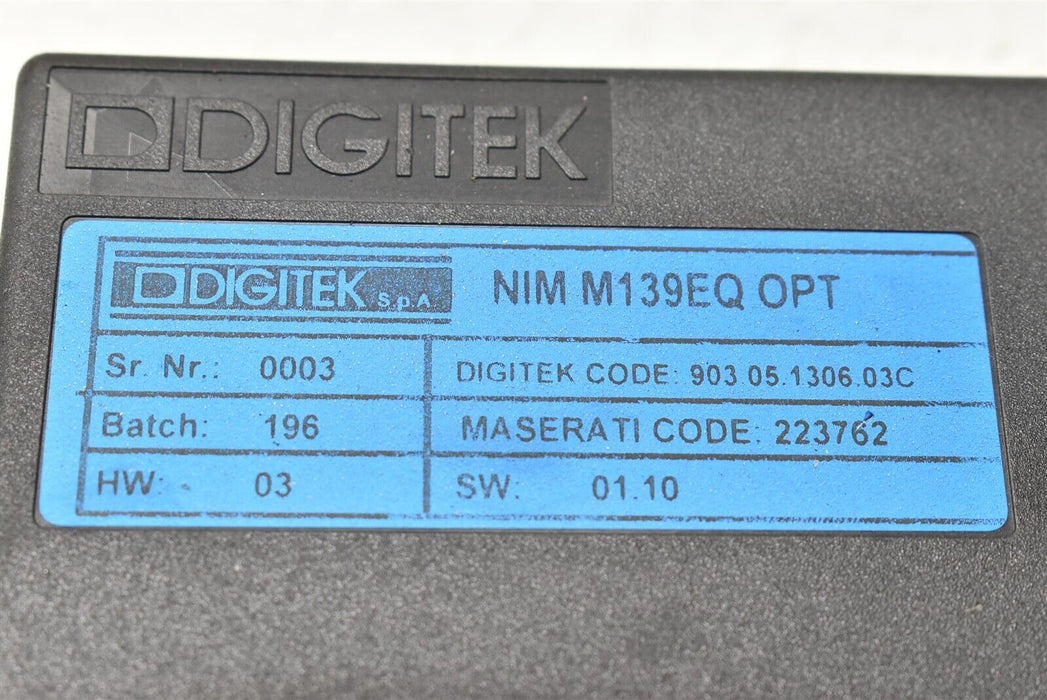 DIGITEK
DIGITEK S.p.A. NIM M139EQ OPT
Sr. Nr.: 0003 DIGITEK CODE: 903.05.1306.03C
Batch: 196 MASERATI CODE: 223762
HW: 03 SW: 01.10